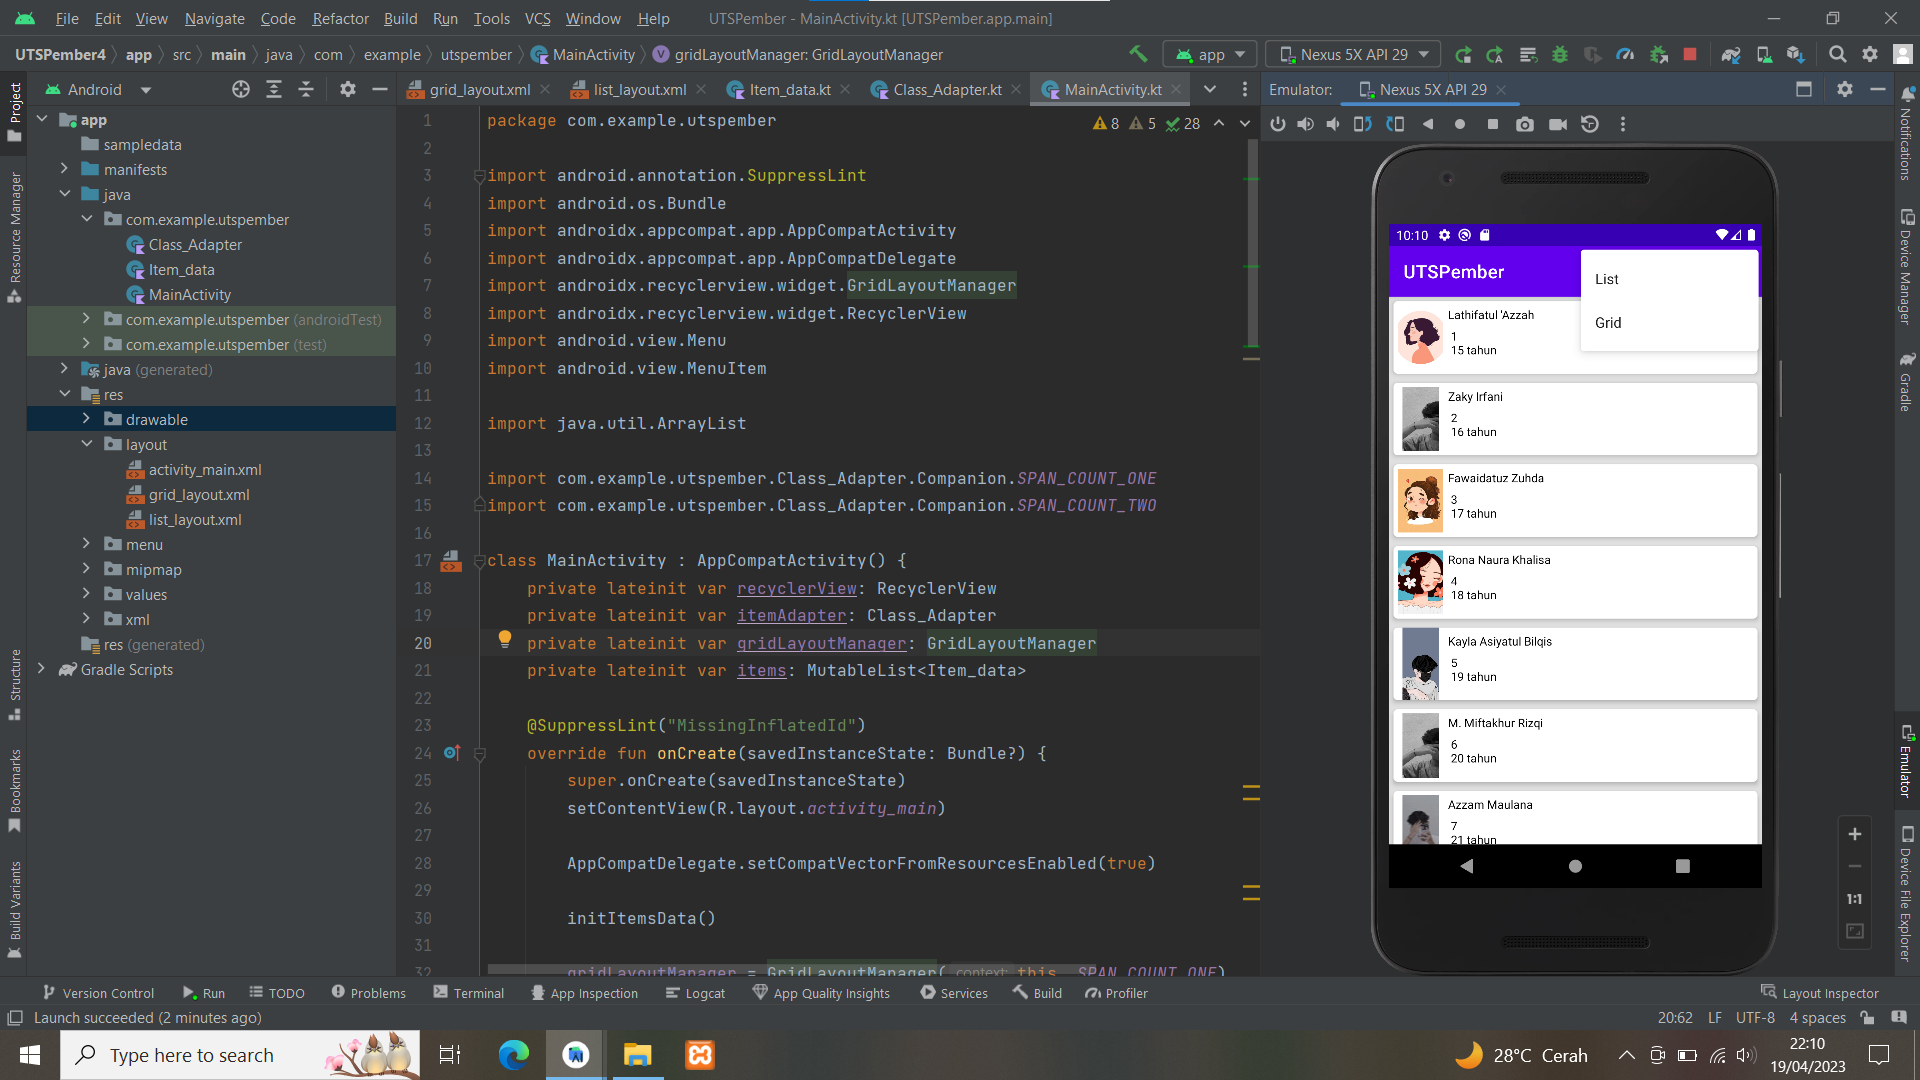 File Edit View Navigate Code Refactor Build Run Tools VCS Window Help UTSPember - MainActivity.kt [UTSPember.app.main]
UTSPember4 app src main java com example utspember MainActivity gridLayoutManager: GridLayoutManager app Nexus 5X API 29
Android grid_layout.xml list_layout.xml Item_data.kt Class_Adapter.kt MainActivity.kt Emulator: Nexus 5X API 29
Project
Resource Manager
Structure
Bookmarks
Build Variants
app
sampledata
manifests
java
com.example.utspember
Class_Adapter
Item_data
MainActivity
com.example.utspember (androidTest)
com.example.utspember (test)
java (generated)
res
drawable
layout
activity_main.xml
grid_layout.xml
list_layout.xml
menu
mipmap
values
xml
res (generated)
Gradle Scripts
8 5 28
1 package com.example.utspember
2
3 import android.annotation.SuppressLint
4 import android.os.Bundle
5 import androidx.appcompat.app.AppCompatActivity
6 import androidx.appcompat.app.AppCompatDelegate
7 import androidx.recyclerview.widget.GridLayoutManager
8 import androidx.recyclerview.widget.RecyclerView
9 import android.view.Menu
10 import android.view.MenuItem
11
12 import java.util.ArrayList
13
14 import com.example.utspember.Class_Adapter.Companion.SPAN_COUNT_ONE
15 import com.example.utspember.Class_Adapter.Companion.SPAN_COUNT_TWO
16
17 class MainActivity : AppCompatActivity() {
18 private lateinit var recyclerView: RecyclerView
19 private lateinit var itemAdapter: Class_Adapter
20 private lateinit var gridLayoutManager: GridLayoutManager
21 private lateinit var items: MutableList<Item_data>
22
23 @SuppressLint("MissingInflatedId")
24 override fun onCreate(savedInstanceState: Bundle?) {
25 super.onCreate(savedInstanceState)
26 setContentView(R.layout.activity_main)
27
28 AppCompatDelegate.setCompatVectorFromResourcesEnabled(true)
29
30 initItemsData()
31
32 gridLayoutManager = GridLayoutManager( context: this, SPAN_COUNT_ONE)
10:10
UTSPember
List
Grid
Lathifatul 'Azzah
1
15 tahun
Zaky Irfani
2
16 tahun
Fawaidatuz Zuhda
3
17 tahun
Rona Naura Khalisa
4
18 tahun
Kayla Asiyatul Bilqis
5
19 tahun
M. Miftakhur Rizqi
6
20 tahun
Azzam Maulana
7
21 tahun
1:1
Notifications
Device Manager
Gradle
Emulator
Device File Explorer
Version Control Run TODO Problems Terminal App Inspection Logcat App Quality Insights Services Build Profiler Layout Inspector
Launch succeeded (2 minutes ago) 20:62 LF UTF-8 4 spaces
Type here to search 28°C Cerah 22:10
19/04/2023